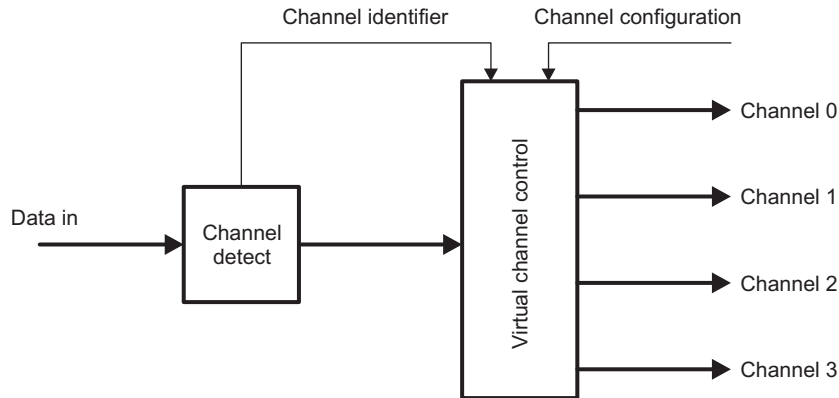 Channel identifier
Channel configuration
Channel 0
Channel 1
Data in
Channel
detect
Virtual channel control
Channel 2
Channel 3